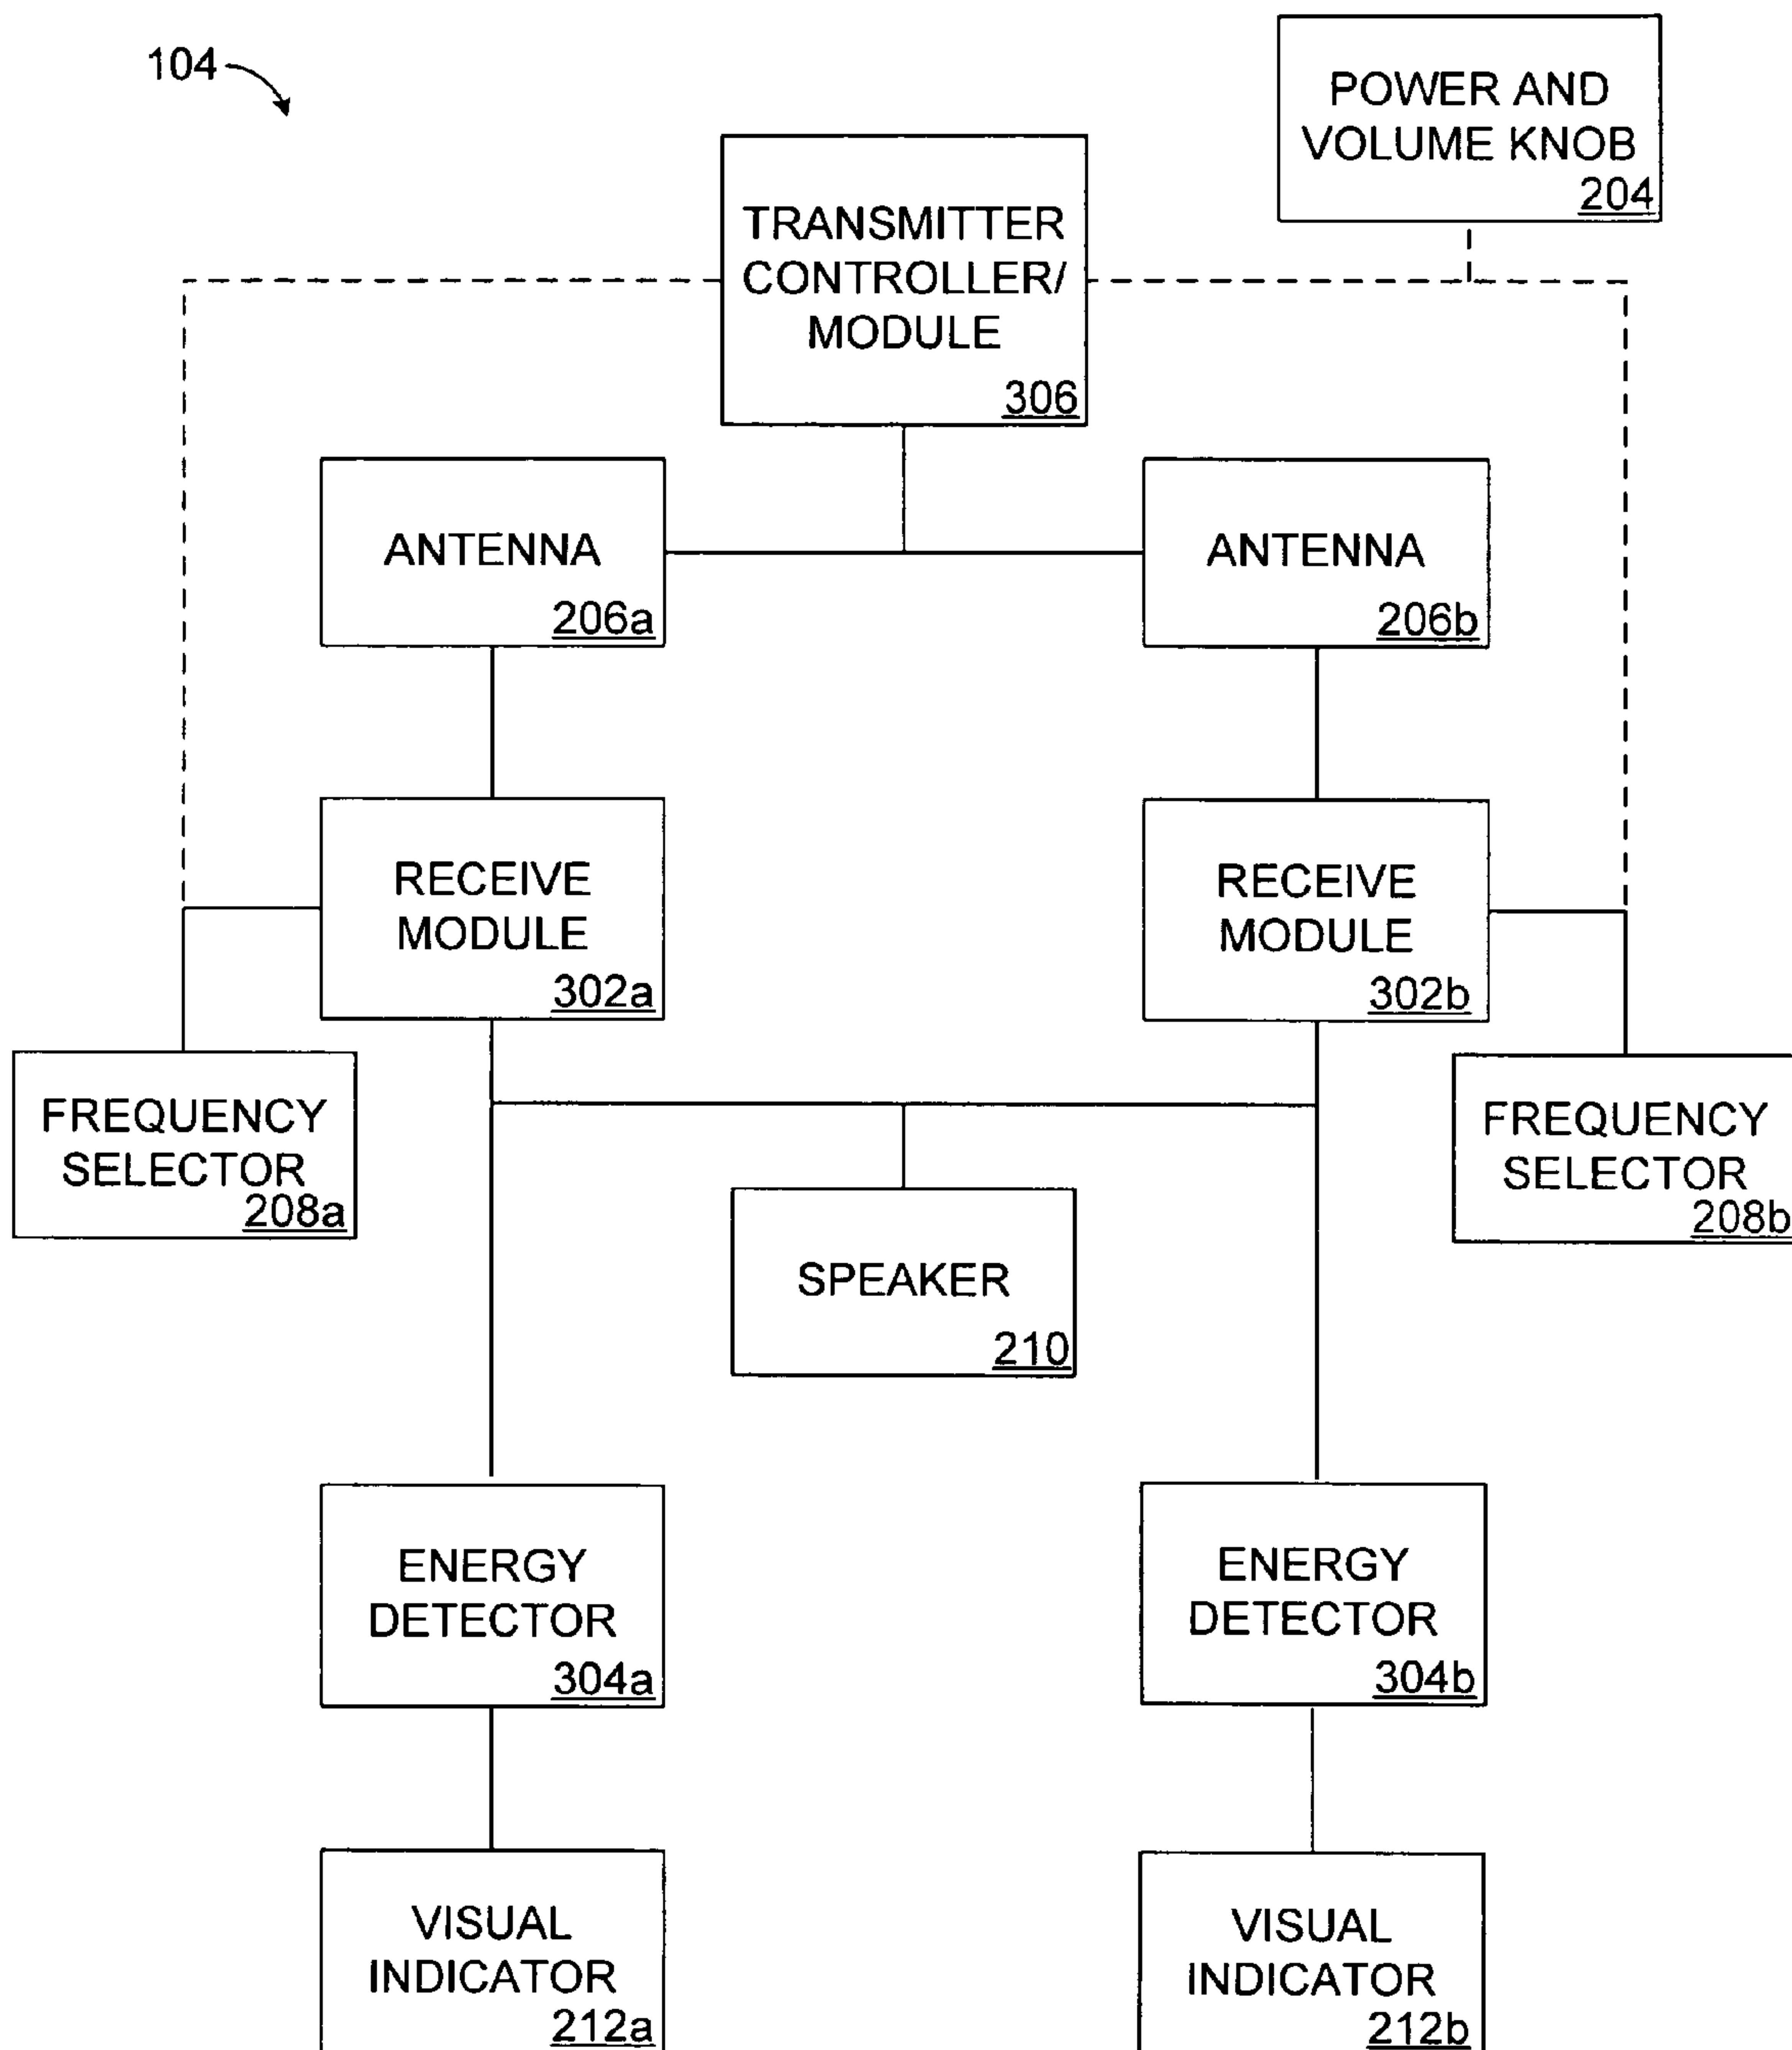 104
POWER AND
VOLUME KNOB
204
TRANSMITTER
CONTROLLER/
MODULE
306
ANTENNA
206a
ANTENNA
206b
RECEIVE
MODULE
302a
RECEIVE
MODULE
302b
FREQUENCY
SELECTOR
208a
FREQUENCY
SELECTOR
208b
SPEAKER
210
ENERGY
DETECTOR
304a
ENERGY
DETECTOR
304b
VISUAL
INDICATOR
212a
VISUAL
INDICATOR
212b